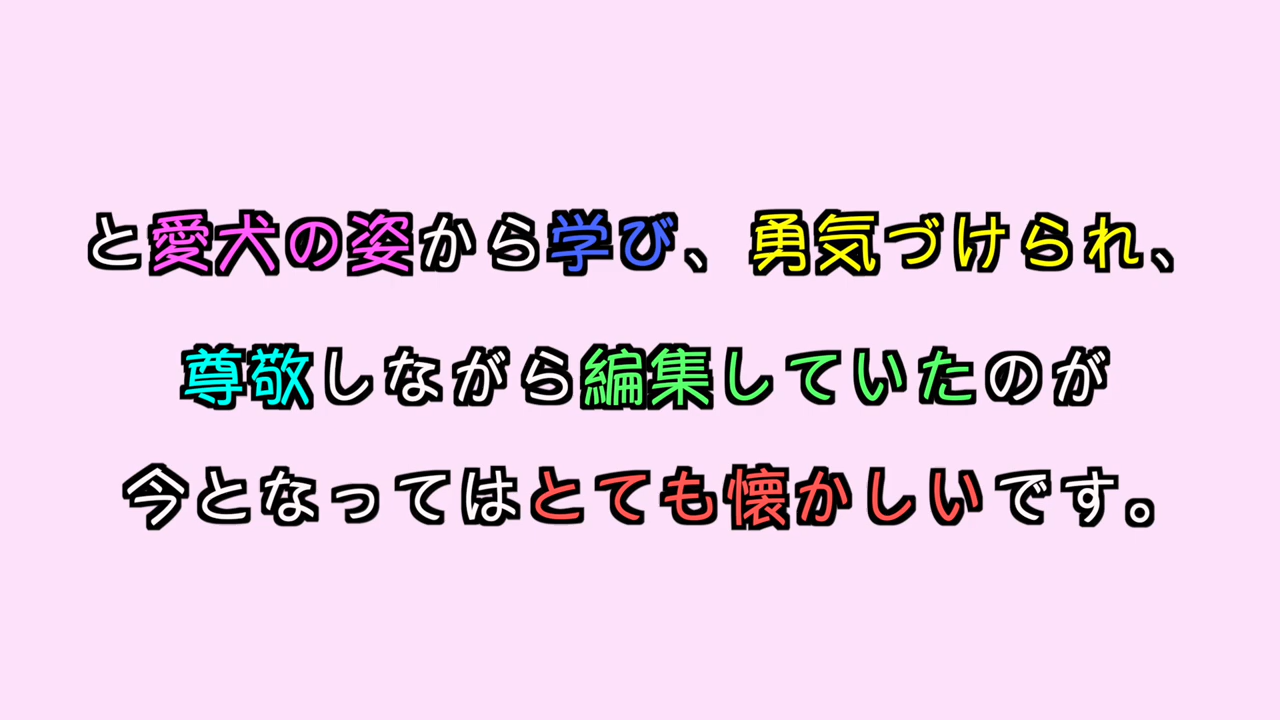 と愛犬の姿から学び、勇気づけられ、
尊敬しながら編集していたのが
今となってはとても懐かしいです。